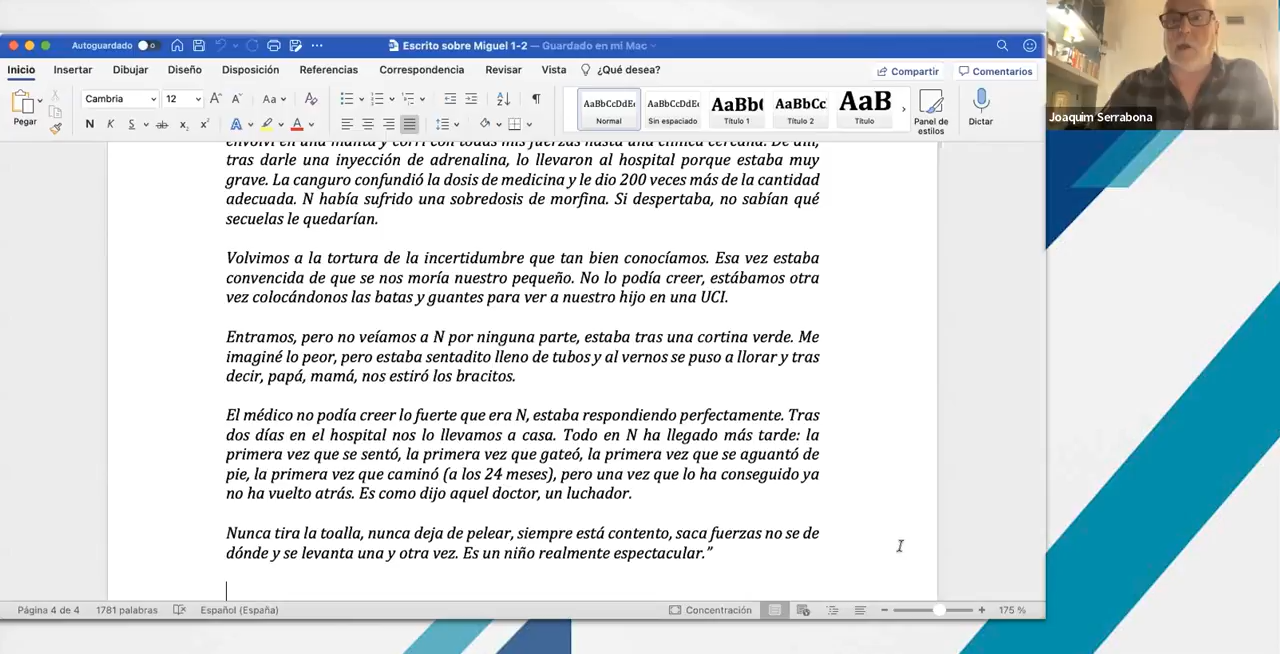 Autoguardado
Escrito sobre Miguel 1-2 — Guardado en mi Mac
Inicio Insertar Dibujar Diseño Disposición Referencias Correspondencia Revisar Vista ¿Qué desea? Compartir Comentarios
Pegar
Cambria 12 A A Aa A
N K S ab x₂ x² A A
AaBbCcDdEe AaBbCcDdEe AaBb( AaBbCc AaB
Normal Sin espaciado Título 1 Título 2 Título
Panel de estilos
Dictar
Joaquim Serrabona
envolví en una manta y corrí con todas mis fuerzas hasta una clínica cercana. De ahí,
tras darle una inyección de adrenalina, lo llevaron al hospital porque estaba muy
grave. La canguro confundió la dosis de medicina y le dio 200 veces más de la cantidad
adecuada. N había sufrido una sobredosis de morfina. Si despertaba, no sabían qué
secuelas le quedarían.
Volvimos a la tortura de la incertidumbre que tan bien conocíamos. Esa vez estaba
convencida de que se nos moría nuestro pequeño. No lo podía creer, estábamos otra
vez colocándonos las batas y guantes para ver a nuestro hijo en una UCI.
Entramos, pero no veíamos a N por ninguna parte, estaba tras una cortina verde. Me
imaginé lo peor, pero estaba sentadito lleno de tubos y al vernos se puso a llorar y tras
decir, papá, mamá, nos estiró los bracitos.
El médico no podía creer lo fuerte que era N, estaba respondiendo perfectamente. Tras
dos días en el hospital nos lo llevamos a casa. Todo en N ha llegado más tarde: la
primera vez que se sentó, la primera vez que gateó, la primera vez que se aguantó de
pie, la primera vez que caminó (a los 24 meses), pero una vez que lo ha conseguido ya
no ha vuelto atrás. Es como dijo aquel doctor, un luchador.
Nunca tira la toalla, nunca deja de pelear, siempre está contento, saca fuerzas no se de
dónde y se levanta una y otra vez. Es un niño realmente espectacular.”
Página 4 de 4 1781 palabras Español (España) Concentración 175 %